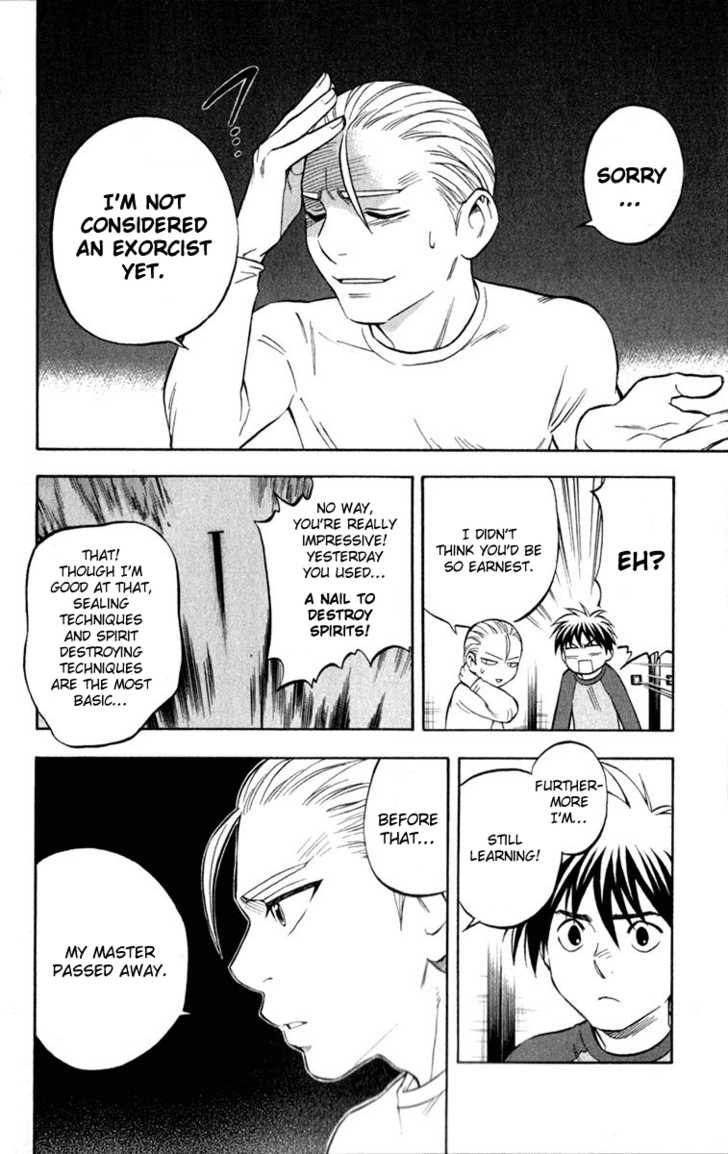 SORRY
...
I'M NOT
CONSIDERED
AN EXORCIST
YET.
EH?
I DIDN'T
THINK YOU'D BE
SO EARNEST.
NO WAY,
YOU'RE REALLY
IMPRESSIVE!
YESTERDAY
YOU USED...
A NAIL TO
DESTROY
SPIRITS!
THAT!
THOUGH I'M
GOOD AT THAT,
SEALING
TECHNIQUES
AND SPIRIT
DESTROYING
TECHNIQUES
ARE THE MOST
BASIC...
FURTHER-
MORE
I'M...
STILL
LEARNING!
BEFORE
THAT...
MY MASTER
PASSED AWAY.